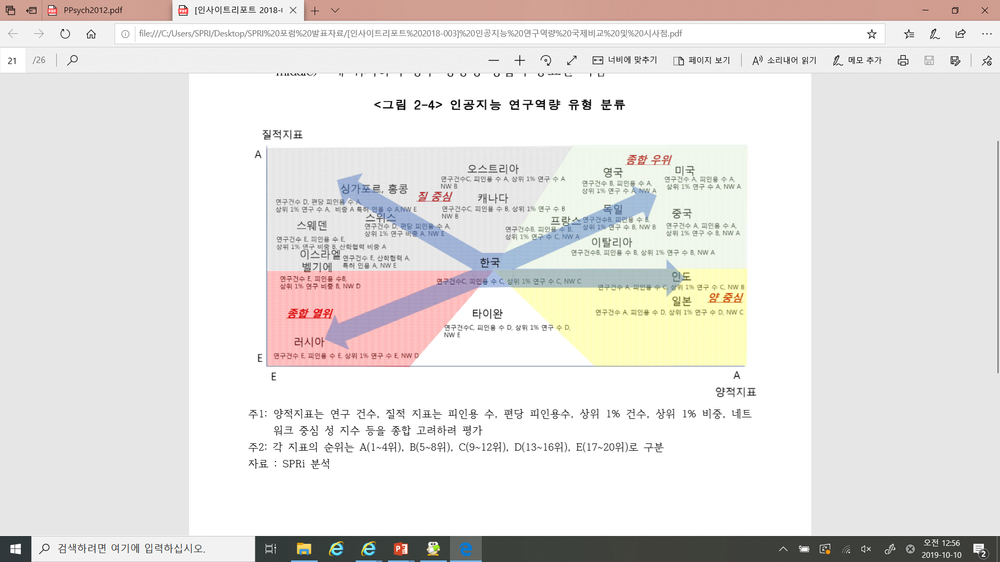 PPsych2012.pdf
[인사이트리포트 2018-0
file:///C:/Users/SPRI/Desktop/SPRI%20포럼%20발표자료/[인사이트리포트%202018-003]%20인공지능%20연구역량%20국제비교%20및%20시사점.pdf
21 /26
너비에 맞추기 페이지 보기 소리내어 읽기 메모 추가
<그림 2-4> 인공지능 연구역량 유형 분류
질적지표
A
종합 우위
오스트리아
연구건수C, 피인용 수 A, 상위 1% 연구 수 A
NW B
영국
연구건수 B, 피인용 수 A,
상위 1% 연구 수 A, NW A
미국
연구건수 A, 피인용 수 A,
상위 1% 연구 수 A, NW A
싱가포르, 홍콩
연구건수 D, 편당 피인용 수 A,
상위 1% 연구 수 A, 비중 A 특허 인용 수 A,NW E
질 중심
캐나다
연구건수C, 피인용 수 B, 상위 1% 연구 수 B
NW B
독일
연구건수 B, 피인용 수 B,
상위 1% 연구 수 B, NW B
중국
연구건수 A, 피인용 수 A,
상위 1% 연구 수 B, NW A
스위스
연구건수 D, 편당 피인용 수 A,
상위 1% 연구 비중 A, NW E
프랑스
연구건수B, 피인용 수 B,
상위 1% 연구 수 C, NW A
스웨덴
연구건수 E, 피인용 수 E,
상위 1% 연구 비중 B, 산학협력 비중 A
이탈리아
연구건수B, 피인용 수 B, 상위 1% 연구 수 B, NW A
이스라엘
연구건수 E, 산학협력 A,
특허 인용 A, NW E
벨기에
연구건수 E, 피인용 수B,
상위 1% 연구 비중 B, NW D
한국
연구건수C, 피인용 수 C, 상위 1% 연구 수 C, NW C
인도
연구건수 A, 피인용 수 C, 상위 1% 연구 수 C, NW B
양 중심
일본
연구건수 A, 피인용 수 D, 상위 1% 연구 수 D, NW C
종합 열위
타이완
연구건수C, 피인용 수 D, 상위 1% 연구 수 D,
NW E
러시아
연구건수 E, 피인용 수 E, 상위 1% 연구 수 E, NW D
E
E
A
양적지표
주1: 양적지표는 연구 건수, 질적 지표는 피인용 수, 편당 피인용수, 상위 1% 건수, 상위 1% 비중, 네트
워크 중심 성 지수 등을 종합 고려하려 평가
주2: 각 지표의 순위는 A(1~4위), B(5~8위), C(9~12위), D(13~16위), E(17~20위)로 구분
자료 : SPRi 분석
검색하려면 여기에 입력하십시오.
오전 12:56
2019-10-10
2